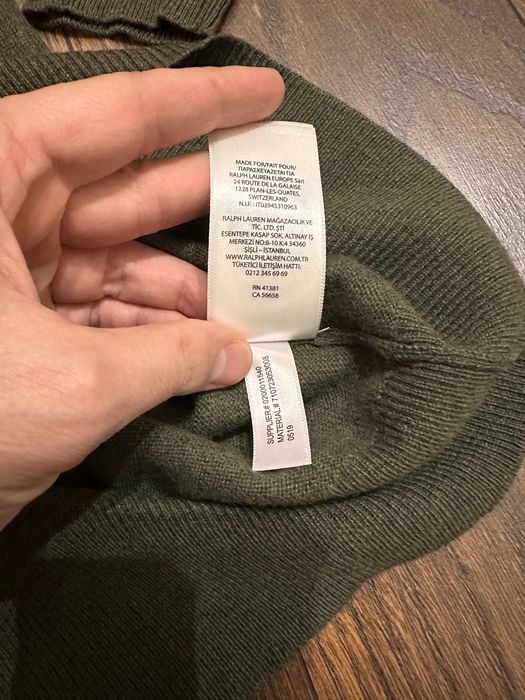 MADE FOR/FAIT POUR/
ΠΑΡΑΣΚΕΥΑΖΕΤΑΙ ΓΙΑ
RALPH LAUREN EUROPE Sàrl
24 ROUTE DE LA GALAISE
1228 PLAN-LES-OUATES,
SWITZERLAND
N.I.F.: IT03945310963
RALPH LAUREN MAĞAZACILIK VE
TİC. LTD. ŞTİ
ESENTEPE KASAP SOK. ALTINAY İŞ
MERKEZİ NO:8-10 K:4 34360
ŞİŞLİ – İSTANBUL
WWW.RALPHLAUREN.COM.TR
TÜKETİCİ İLETİŞİM HATTI:
0212 345 69 69
RN 41381
CA 56658
SUPPLIER# 0200011540
MATERIAL# 710723053008
0519